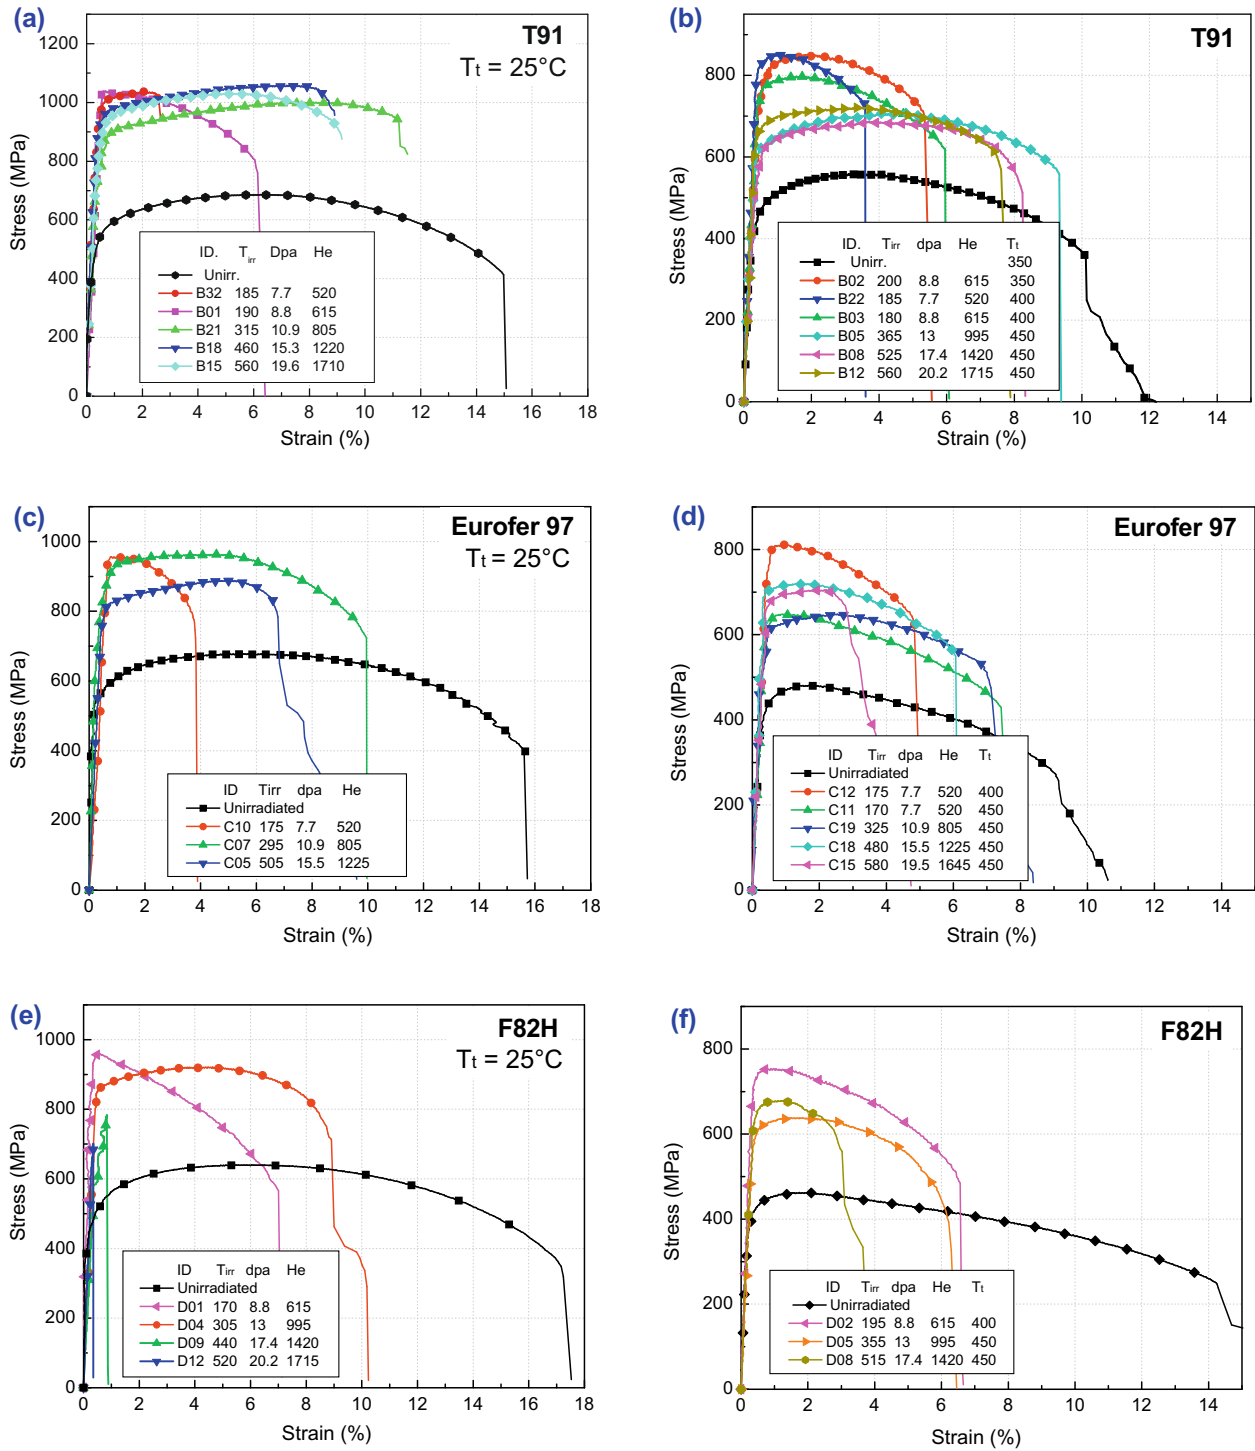 (a)
T91
Tt = 25°C
1200
1000
800
600
400
200
0
Stress (MPa)
ID. Tirr Dpa He
Unirr.
B32 185 7.7 520
B01 190 8.8 615
B21 315 10.9 805
B18 460 15.3 1220
B15 560 19.6 1710
0 2 4 6 8 10 12 14 16 18
Strain (%)
(b)
T91
800
600
400
200
0
Stress (MPa)
ID. Tirr dpa He Tt
Unirr. 350
B02 200 8.8 615 350
B22 185 7.7 520 400
B03 180 8.8 615 400
B05 365 13 995 450
B08 525 17.4 1420 450
B12 560 20.2 1715 450
0 2 4 6 8 10 12 14
Strain (%)
(c)
Eurofer 97
Tt = 25°C
1000
800
600
400
200
0
Stress (MPa)
ID Tirr dpa He
Unirradiated
C10 175 7.7 520
C07 295 10.9 805
C05 505 15.5 1225
0 2 4 6 8 10 12 14 16 18
Strain (%)
(d)
Eurofer 97
800
600
400
200
0
Stress (MPa)
ID Tirr dpa He Tt
Unirradiated
C12 175 7.7 520 400
C11 170 7.7 520 450
C19 325 10.9 805 450
C18 480 15.5 1225 450
C15 580 19.5 1645 450
0 2 4 6 8 10 12 14
Strain (%)
(e)
F82H
Tt = 25°C
1000
800
600
400
200
0
Stress (MPa)
ID Tirr dpa He
Unirradiated
D01 170 8.8 615
D04 305 13 995
D09 440 17.4 1420
D12 520 20.2 1715
0 2 4 6 8 10 12 14 16 18
Strain (%)
(f)
F82H
800
600
400
200
0
Stress (MPa)
ID Tirr dpa He Tt
Unirradiated
D02 195 8.8 615 400
D05 355 13 995 450
D08 515 17.4 1420 450
0 2 4 6 8 10 12 14
Strain (%)